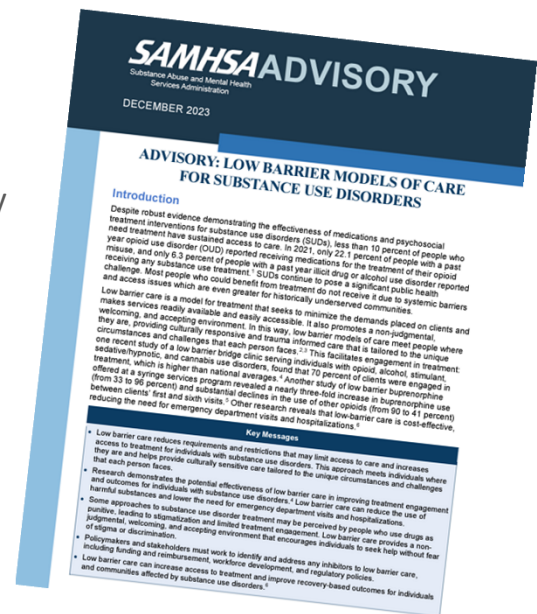 SAMHSA ADVISORY
Substance Abuse and Mental Health
Services Administration
DECEMBER 2023
ADVISORY: LOW BARRIER MODELS OF CARE
FOR SUBSTANCE USE DISORDERS
Introduction
Despite robust evidence demonstrating the effectiveness of medications and psychosocial
treatment interventions for substance use disorders (SUDs), less than 10 percent of people who
need treatment have sustained access to care. In 2021, only 22.1 percent of people with a past
year opioid use disorder (OUD) reported receiving medications for the treatment of their opioid
misuse, and only 6.3 percent of people with a past year illicit drug or alcohol use disorder reported
receiving any substance use treatment.¹ SUDs continue to pose a significant public health
challenge. Most people who could benefit from treatment do not receive it due to systemic barriers
and access issues which are even greater for historically underserved communities.
Low barrier care is a model for treatment that seeks to minimize the demands placed on clients and
makes services readily available and easily accessible. It also promotes a non-judgmental,
welcoming, and accepting environment. In this way, low barrier models of care meet people where
they are, providing culturally responsive and trauma informed care that is tailored to the unique
circumstances and challenges that each person faces.²,³ This facilitates engagement in treatment:
one recent study of a low barrier bridge clinic serving individuals with opioid, alcohol, stimulant,
sedative/hypnotic, and cannabis use disorders, found that 70 percent of clients were engaged in
treatment, which is higher than national averages.⁴ Another study of low barrier buprenorphine
offered at a syringe services program revealed a nearly three-fold increase in buprenorphine use
(from 33 to 96 percent) and substantial declines in the use of other opioids (from 90 to 41 percent)
between clients' first and sixth visits.⁵ Other research reveals that low-barrier care is cost-effective,
reducing the need for emergency department visits and hospitalizations.⁶
Key Messages
• Low barrier care reduces requirements and restrictions that may limit access to care and increases
access to treatment for individuals with substance use disorders. This approach meets individuals where
they are and helps provide culturally sensitive care tailored to the unique circumstances and challenges
that each person faces.
• Research demonstrates the potential effectiveness of low barrier care in improving treatment engagement
and outcomes for individuals with substance use disorders.⁴ Low barrier care can reduce the use of
harmful substances and lower the need for emergency department visits and hospitalizations.
• Some approaches to substance use disorder treatment may be perceived by people who use drugs as
punitive, leading to stigmatization and limited treatment engagement. Low barrier care provides a non-
judgmental, welcoming, and accepting environment that encourages individuals to seek help without fear
of stigma or discrimination.
• Policymakers and stakeholders must work to identify and address any inhibitors to low barrier care,
including funding and reimbursement, workforce development, and regulatory policies.
• Low barrier care can increase access to treatment and improve recovery-based outcomes for individuals
and communities affected by substance use disorders.⁶